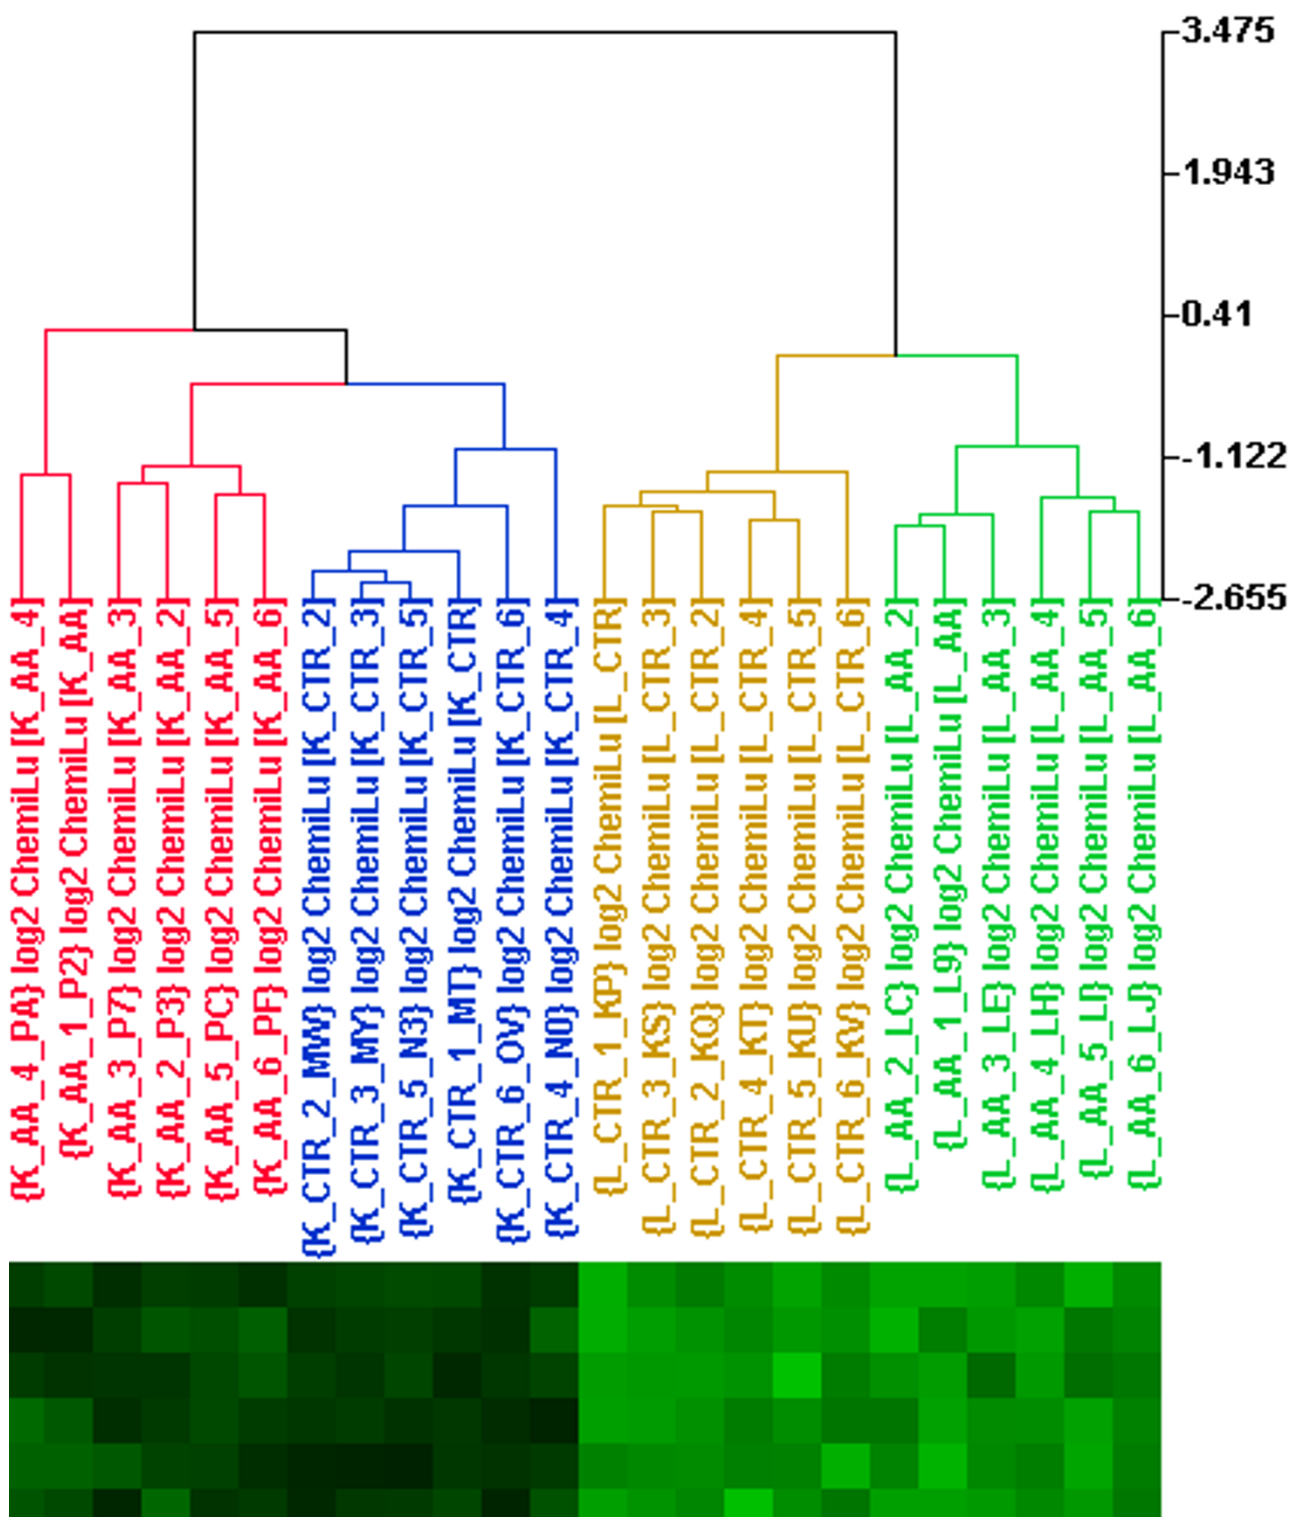 3.475
1.943
0.41
-1.122
-2.655
{K_AA_4_PA} log2 ChemiLu [K_AA_4]
{K_AA_1_P2} log2 ChemiLu [K_AA]
{K_AA_3_P7} log2 ChemiLu [K_AA_3]
{K_AA_2_P3} log2 ChemiLu [K_AA_2]
{K_AA_5_PC} log2 ChemiLu [K_AA_5]
{K_AA_6_PF} log2 ChemiLu [K_AA_6]
{K_CTR_2_MW} log2 ChemiLu [K_CTR_2]
{K_CTR_3_MY} log2 ChemiLu [K_CTR_3]
{K_CTR_5_N3} log2 ChemiLu [K_CTR_5]
{K_CTR_1_MT} log2 ChemiLu [K_CTR]
{K_CTR_6_OV} log2 ChemiLu [K_CTR_6]
{K_CTR_4_N0} log2 ChemiLu [K_CTR_4]
{L_CTR_1_KP} log2 ChemiLu [L_CTR]
{L_CTR_3_KS} log2 ChemiLu [L_CTR_3]
{L_CTR_2_KQ} log2 ChemiLu [L_CTR_2]
{L_CTR_4_KT} log2 ChemiLu [L_CTR_4]
{L_CTR_5_KU} log2 ChemiLu [L_CTR_5]
{L_CTR_6_KV} log2 ChemiLu [L_CTR_6]
{L_AA_2_LC} log2 ChemiLu [L_AA_2]
{L_AA_1_L9} log2 ChemiLu [L_AA]
{L_AA_3_LE} log2 ChemiLu [L_AA_3]
{L_AA_4_LH} log2 ChemiLu [L_AA_4]
{L_AA_5_LI} log2 ChemiLu [L_AA_5]
{L_AA_6_LJ} log2 ChemiLu [L_AA_6]